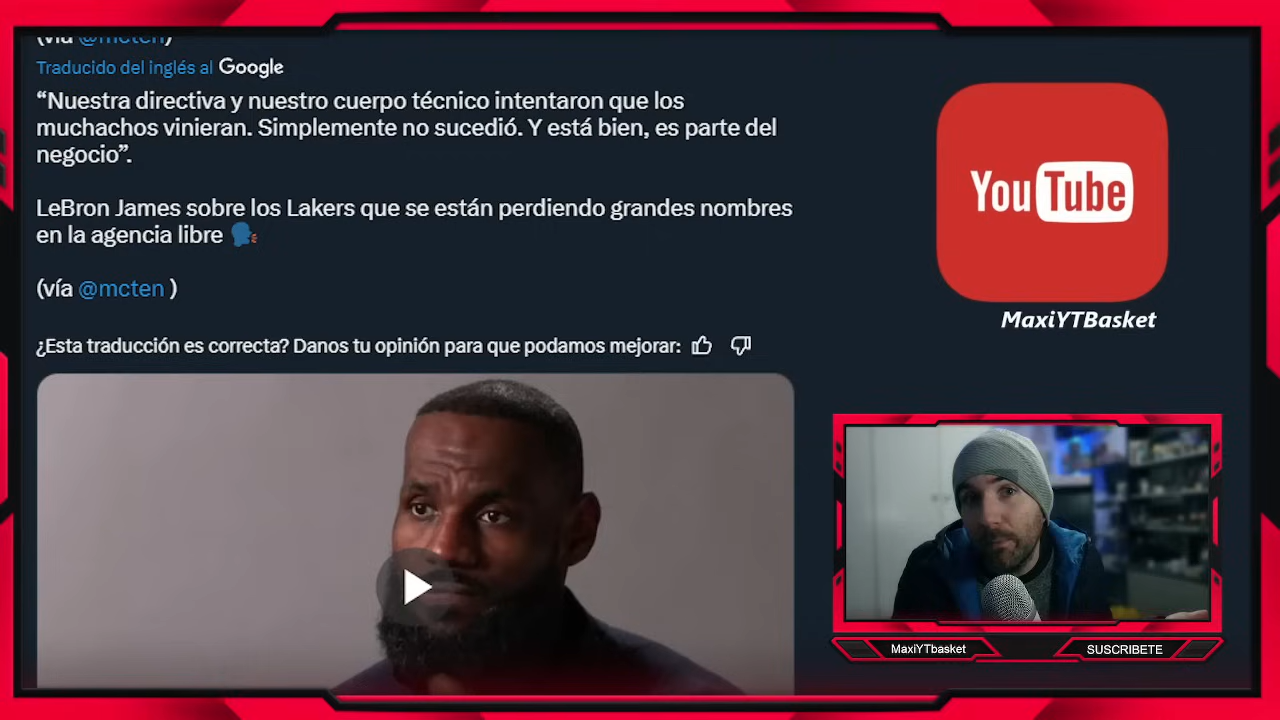 (vía @mcten)
Traducido del inglés al Google
“Nuestra directiva y nuestro cuerpo técnico intentaron que los
muchachos vinieran. Simplemente no sucedió. Y está bien, es parte del
negocio”.
LeBron James sobre los Lakers que se están perdiendo grandes nombres
en la agencia libre
(vía @mcten )
¿Esta traducción es correcta? Danos tu opinión para que podamos mejorar:
YouTube
MaxiYTBasket
MaxiYTbasket
SUSCRIBETE